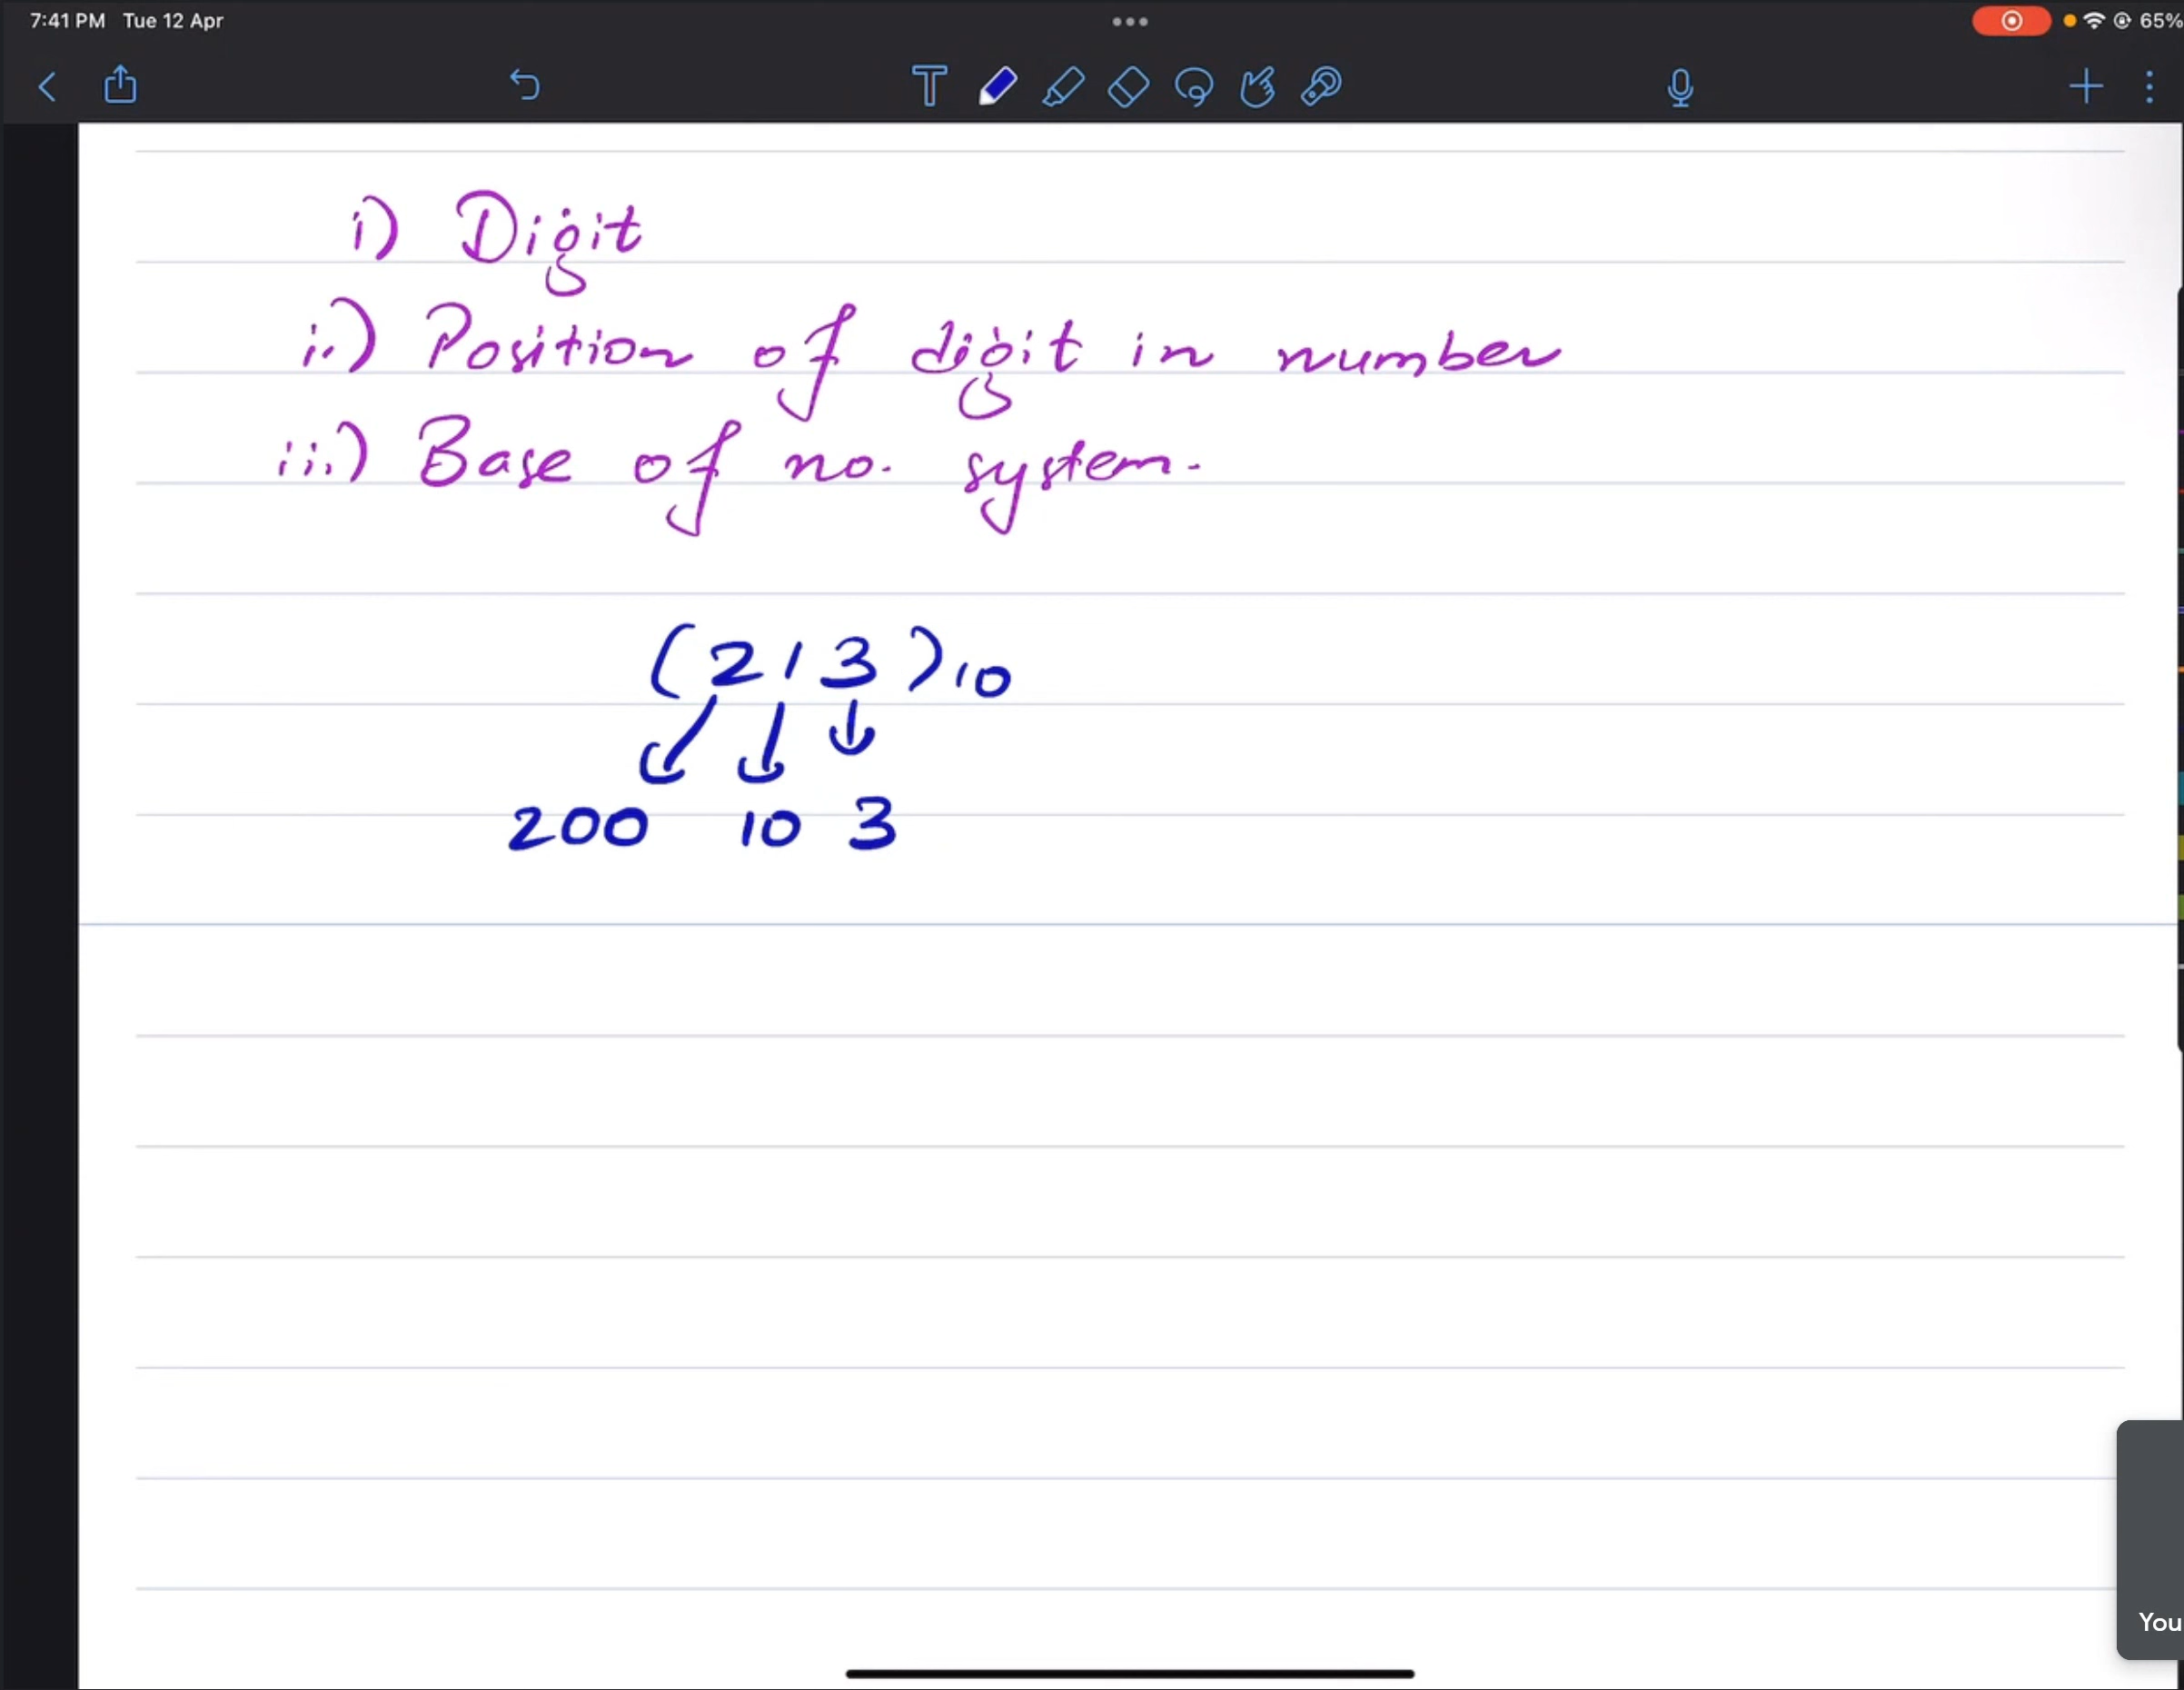 7:41 PM Tue 12 Apr
65%
i) Digit
ii) Position of digit in number
iii) Base of no. system.
(213)10
200 10 3
You